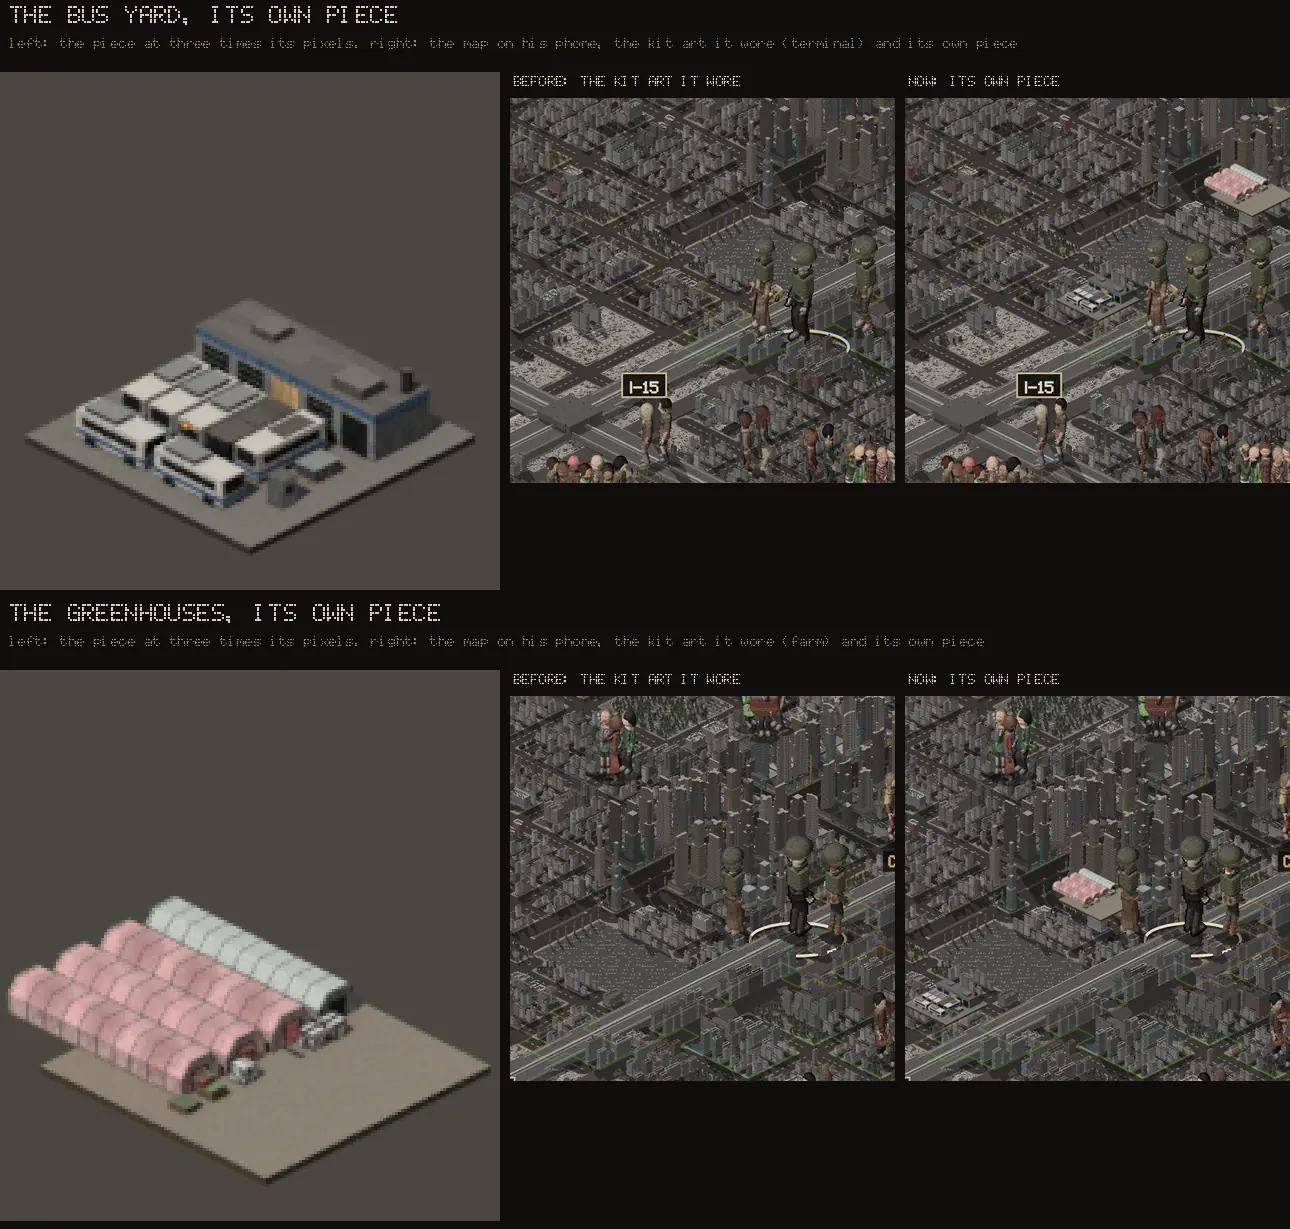 THE BUS YARD, ITS OWN PIECE
left: the piece at three times its pixels. right: the map on his phone, the kit art it wore (terminal) and its own piece
BEFORE: THE KIT ART IT WORE
NOW: ITS OWN PIECE
I-15
I-15
THE GREENHOUSES, ITS OWN PIECE
left: the piece at three times its pixels. right: the map on his phone, the kit art it wore (farm) and its own piece
BEFORE: THE KIT ART IT WORE
NOW: ITS OWN PIECE
C
C